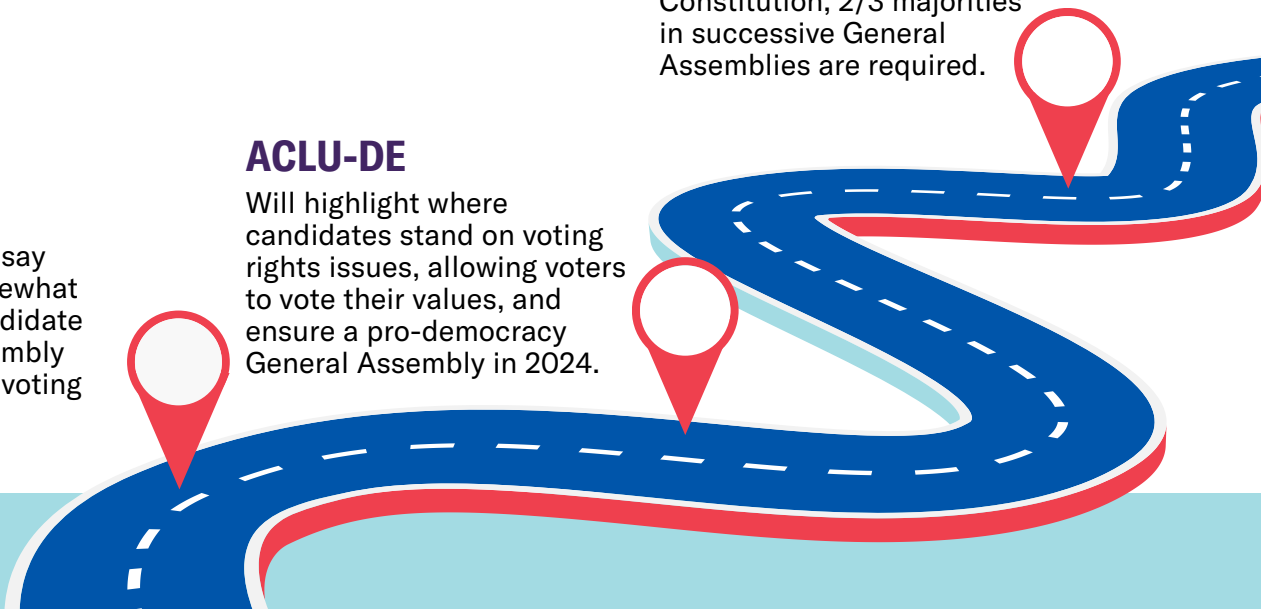 Constitution, 2/3 majorities
in successive General
Assemblies are required.
ACLU-DE
Will highlight where
candidates stand on voting
rights issues, allowing voters
to vote their values, and
ensure a pro-democracy
General Assembly in 2024.
say
ewhat
didate
mbly
voting